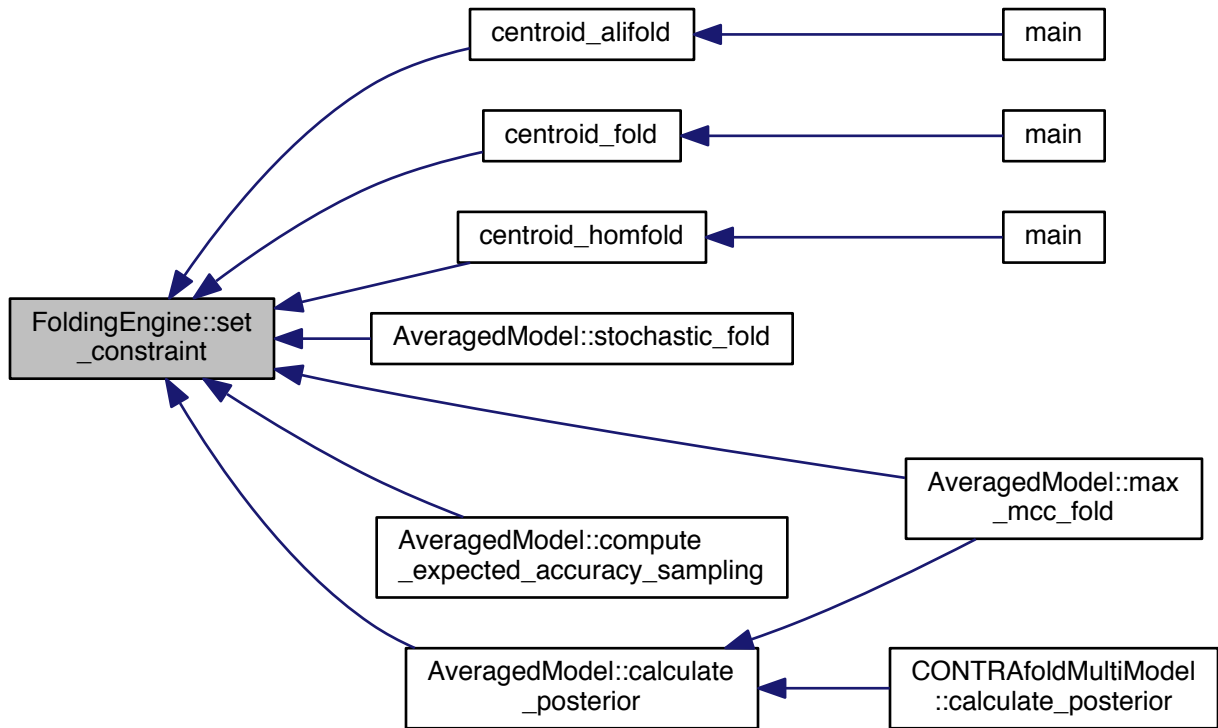 centroid_alifold
main
centroid_fold
main
centroid_homfold
main
FoldingEngine::set
_constraint
AveragedModel::stochastic_fold
AveragedModel::max
_mcc_fold
AveragedModel::compute
_expected_accuracy_sampling
AveragedModel::calculate
_posterior
CONTRAfoldMultiModel
::calculate_posterior